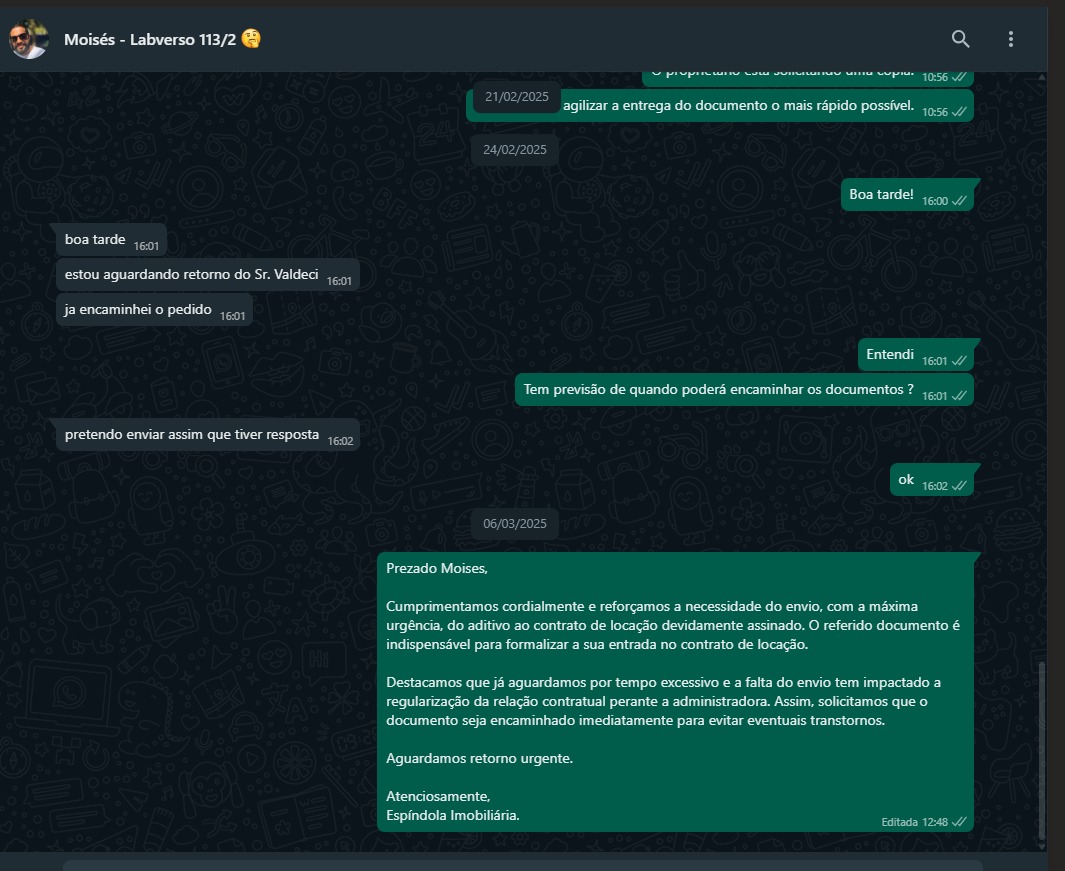 Moisés - Labverso 113/2 🤔
O proprietário está solicitando uma cópia. 10:56
21/02/2025
agilizar a entrega do documento o mais rápido possível. 10:56
24/02/2025
Boa tarde! 16:00
boa tarde 16:01
estou aguardando retorno do Sr. Valdeci 16:01
ja encaminhei o pedido 16:01
Entendi 16:01
Tem previsão de quando poderá encaminhar os documentos ? 16:01
pretendo enviar assim que tiver resposta 16:02
ok 16:02
06/03/2025
Prezado Moises,
Cumprimentamos cordialmente e reforçamos a necessidade do envio, com a máxima
urgência, do aditivo ao contrato de locação devidamente assinado. O referido documento é
indispensável para formalizar a sua entrada no contrato de locação.
Destacamos que já aguardamos por tempo excessivo e a falta do envio tem impactado a
regularização da relação contratual perante a administradora. Assim, solicitamos que o
documento seja encaminhado imediatamente para evitar eventuais transtornos.
Aguardamos retorno urgente.
Atenciosamente,
Espíndola Imobiliária.
Editada 12:48